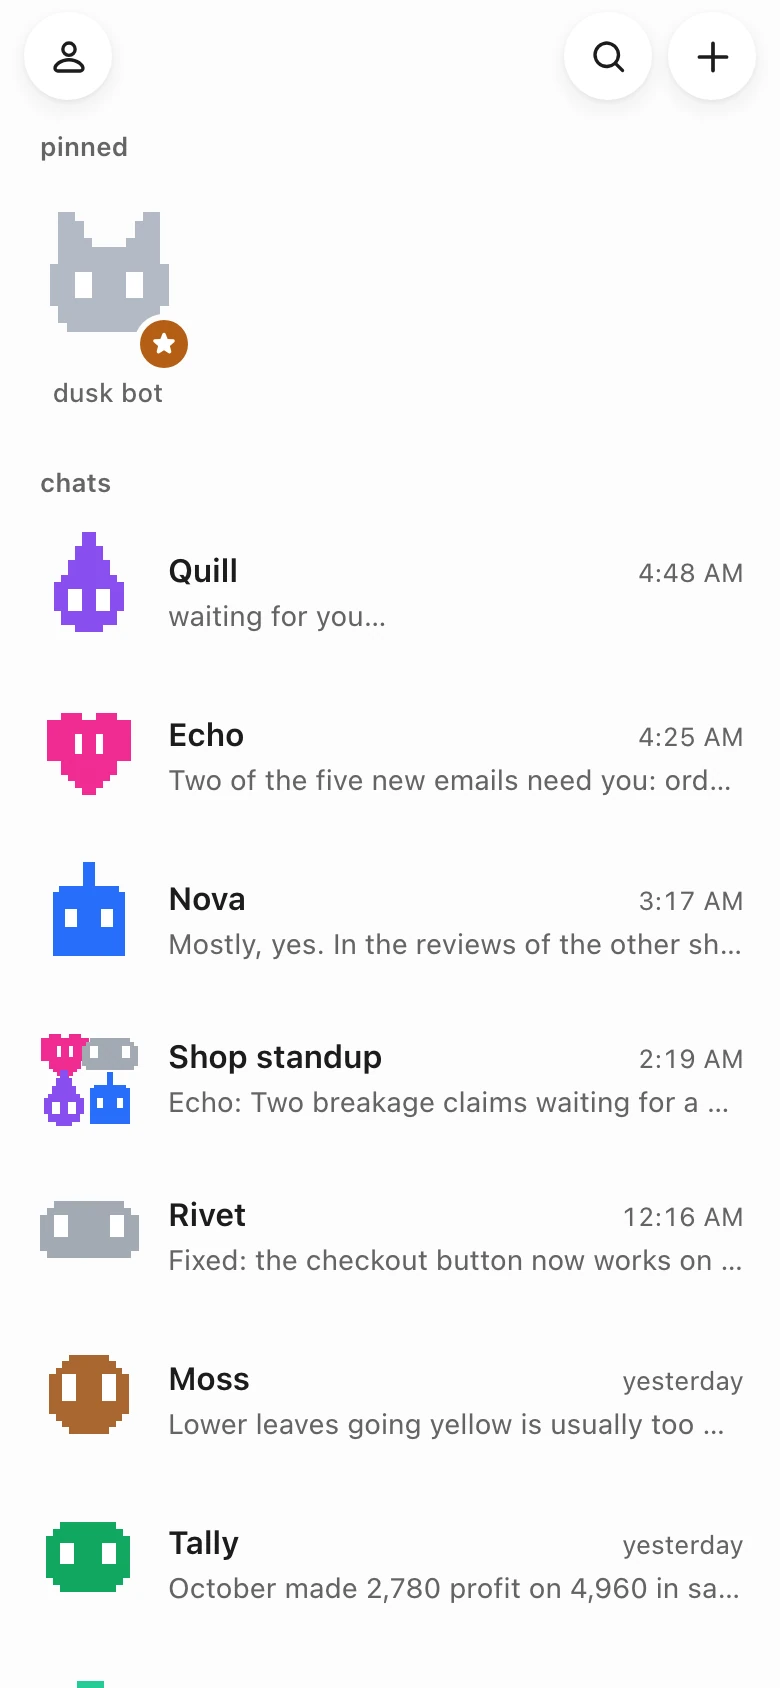 pinned
dusk bot
chats
Quill
4:48 AM
waiting for you...
Echo
4:25 AM
Two of the five new emails need you: ord...
Nova
3:17 AM
Mostly, yes. In the reviews of the other sh...
Shop standup
2:19 AM
Echo: Two breakage claims waiting for a ...
Rivet
12:16 AM
Fixed: the checkout button now works on ...
Moss
yesterday
Lower leaves going yellow is usually too ...
Tally
yesterday
October made 2,780 profit on 4,960 in sa...